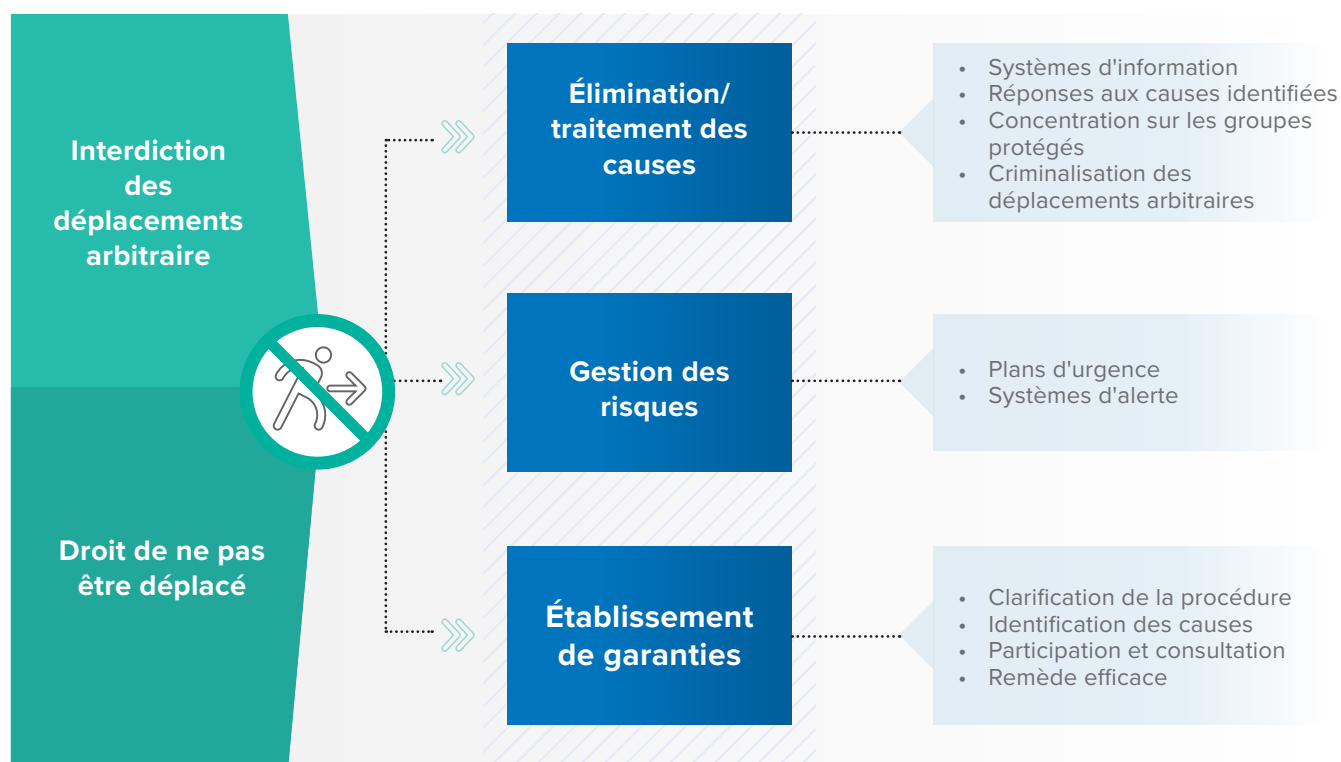 Interdiction
des
déplacements
arbitraire
Droit de ne pas
être déplacé
Élimination/
traitement des
causes
• Systèmes d'information
• Réponses aux causes identifiées
• Concentration sur les groupes
protégés
• Criminalisation des
déplacements arbitraires
Gestion des
risques
• Plans d'urgence
• Systèmes d'alerte
Établissement
de garanties
• Clarification de la procédure
• Identification des causes
• Participation et consultation
• Remède efficace